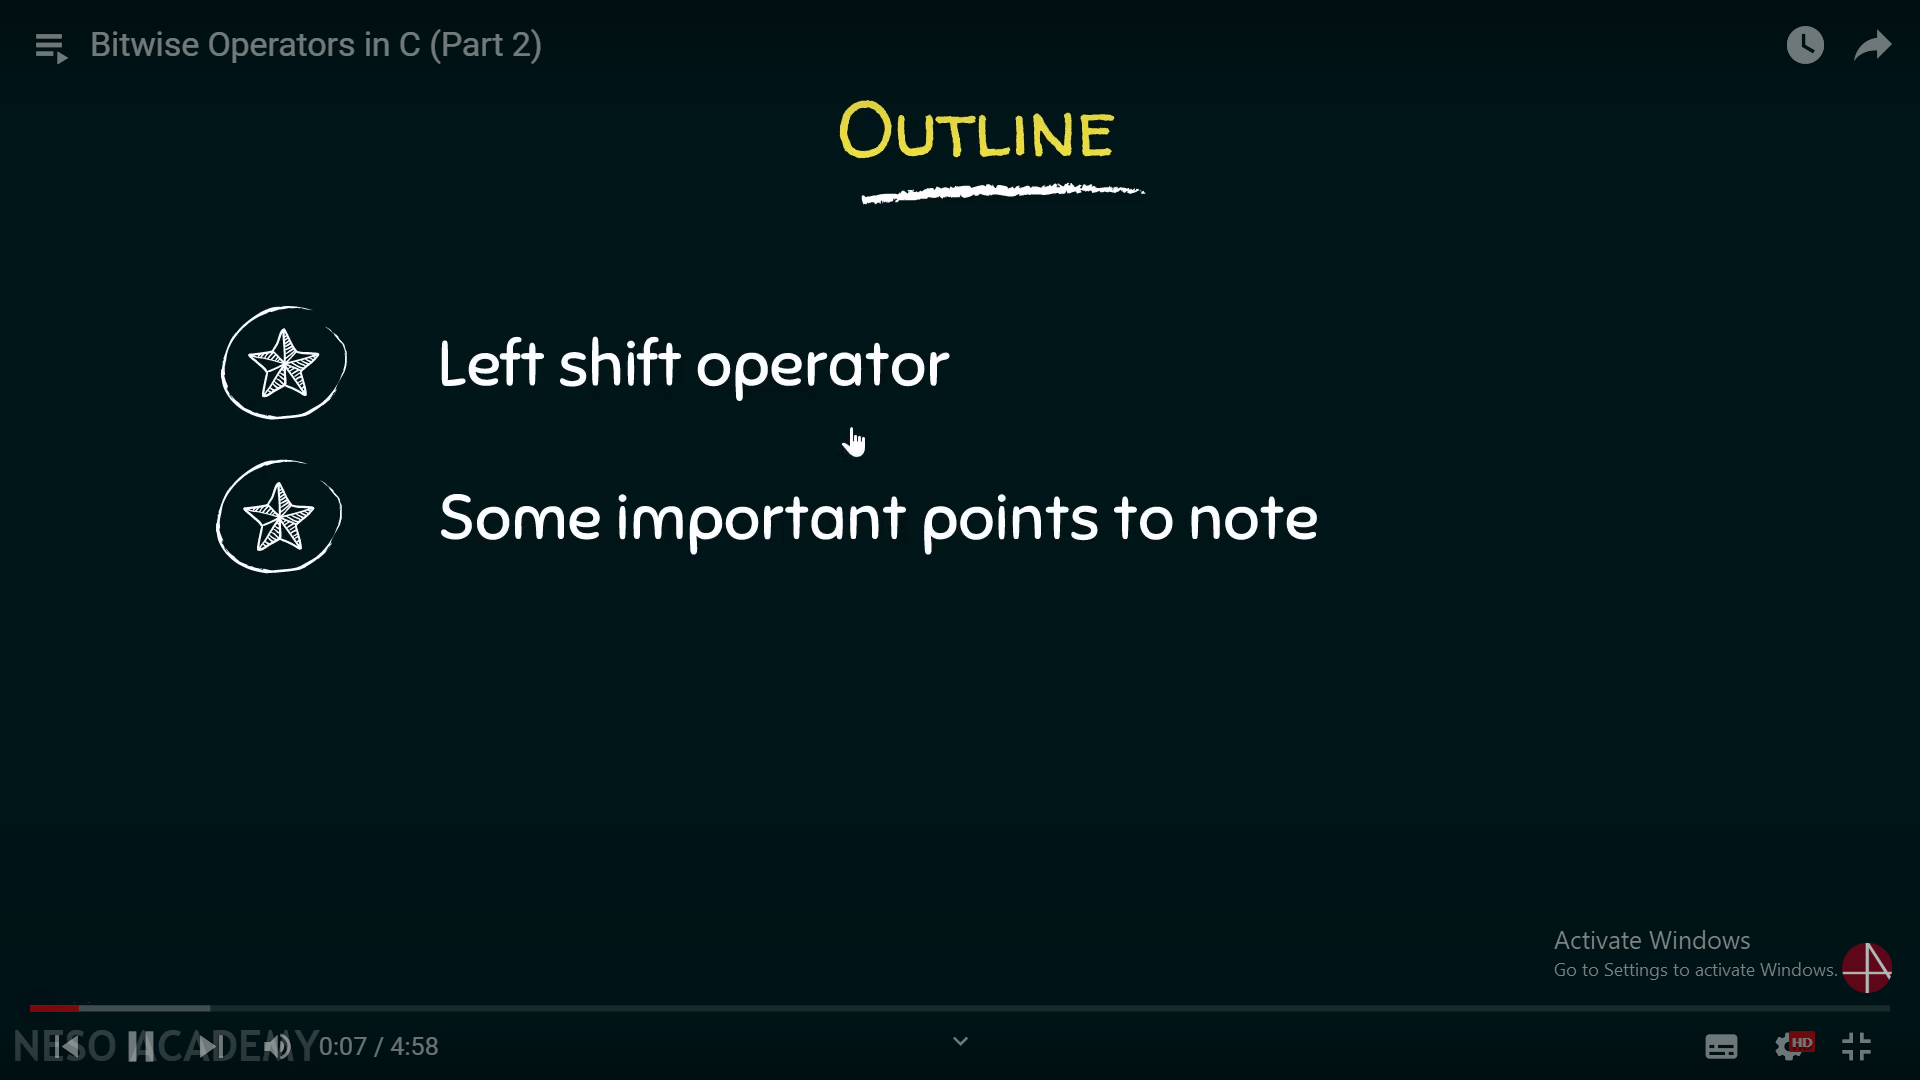 Bitwise Operators in C (Part 2)
OUTLINE
Left shift operator
Some important points to note
Activate Windows
Go to Settings to activate Windows.
NESO ACADEMY
0:07 / 4:58
HD